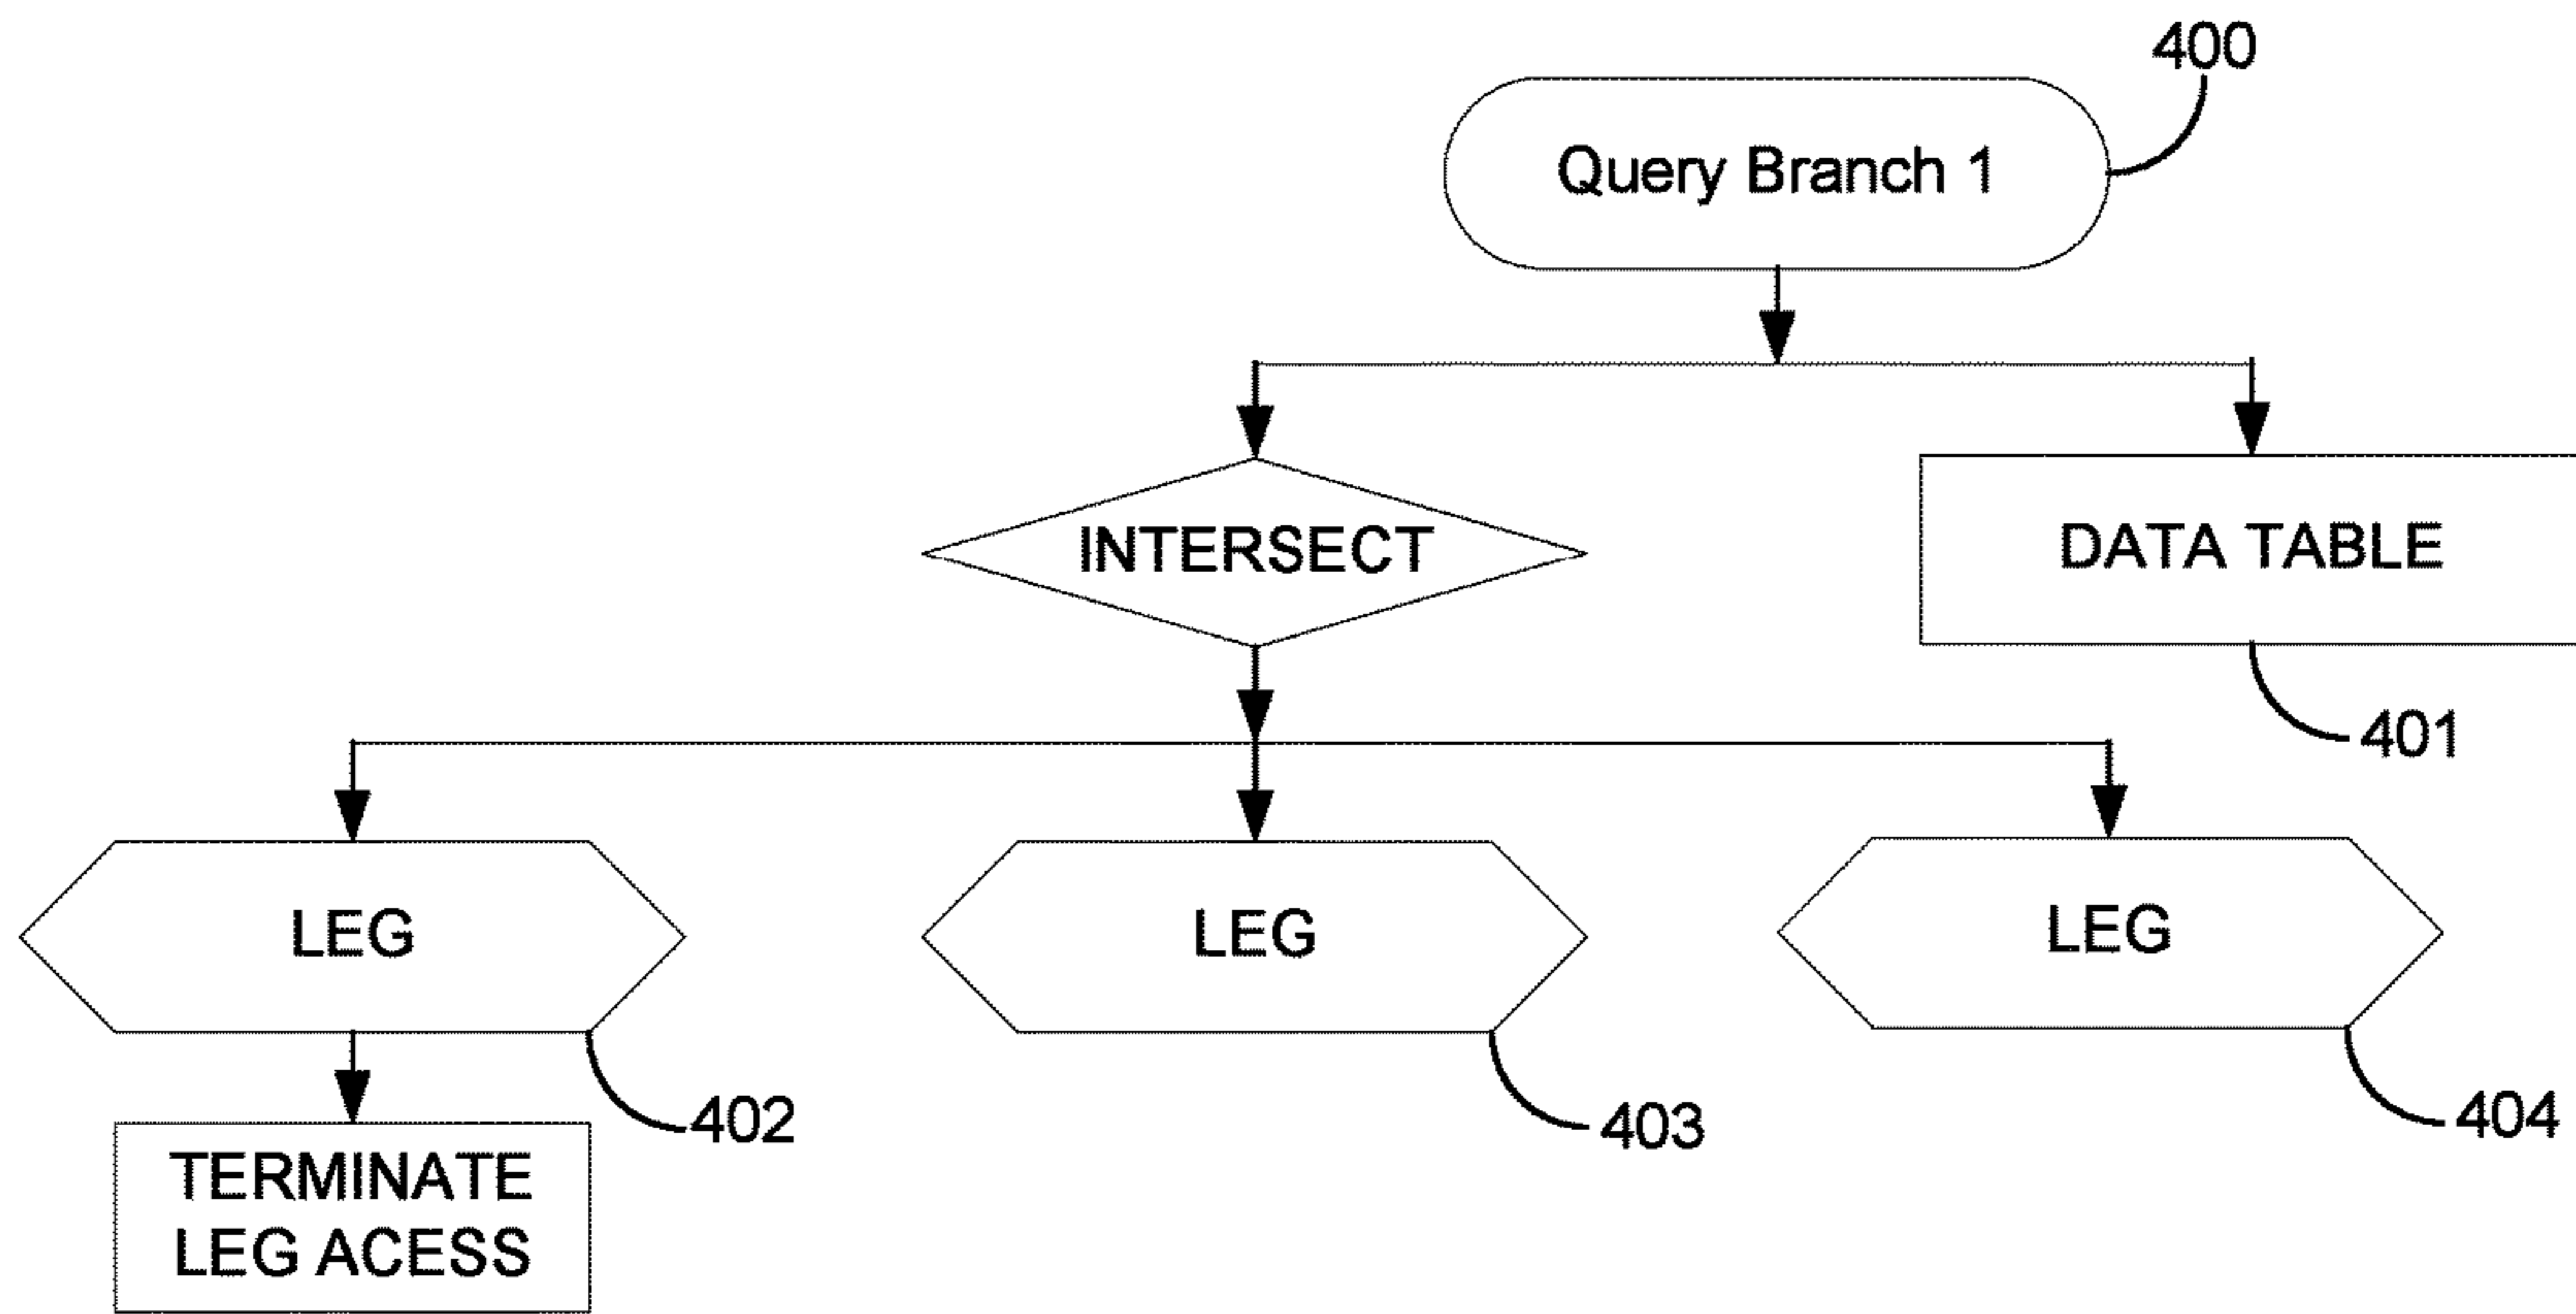 400
Query Branch 1
INTERSECT
DATA TABLE
401
LEG
LEG
LEG
402
403
404
TERMINATE
LEG ACESS